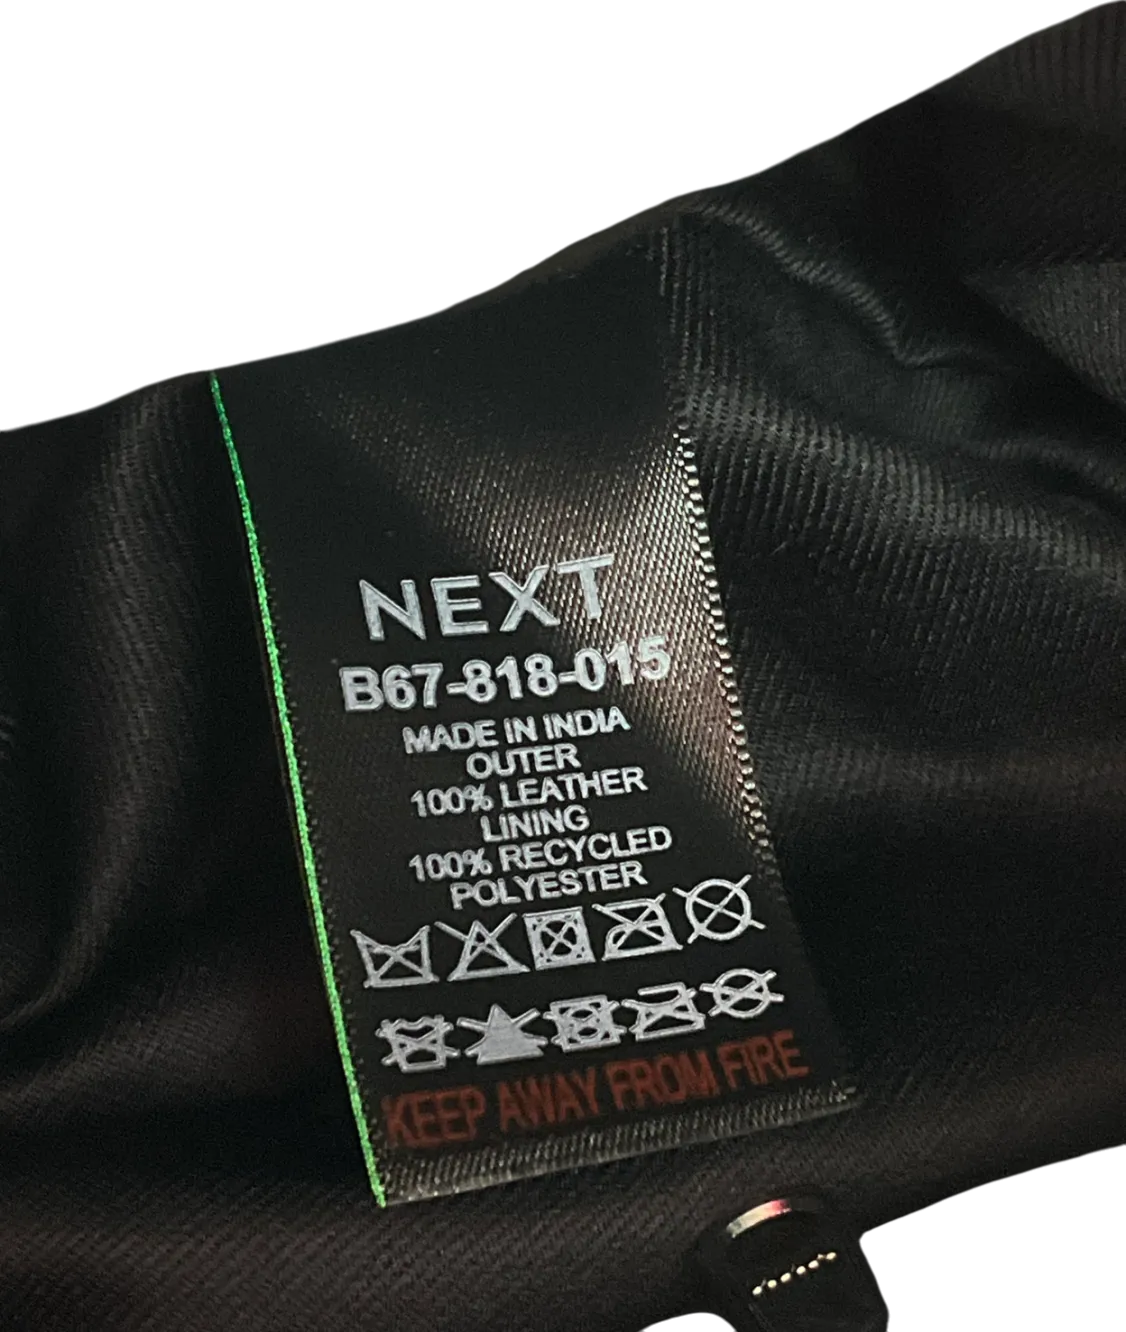 NEXT
B67-818-015
MADE IN INDIA
OUTER
100% LEATHER
LINING
100% RECYCLED
POLYESTER
KEEP AWAY FROM FIRE